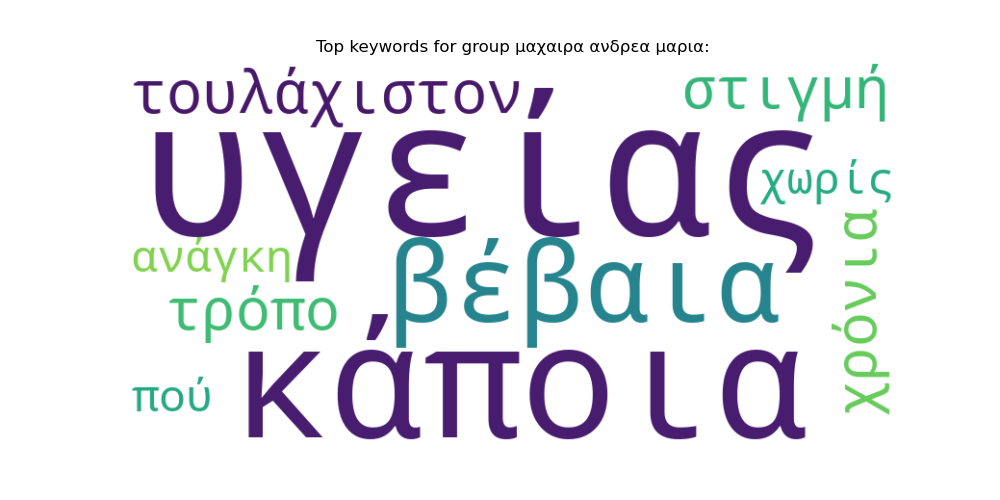 Top keywords for group μαχαιρα ανδρεα μαρια:
τουλάχιστον
στιγμή
υγείας
χωρίς
ανάγκη
βέβαια
χρόνια
τρόπο
κάποια
πού